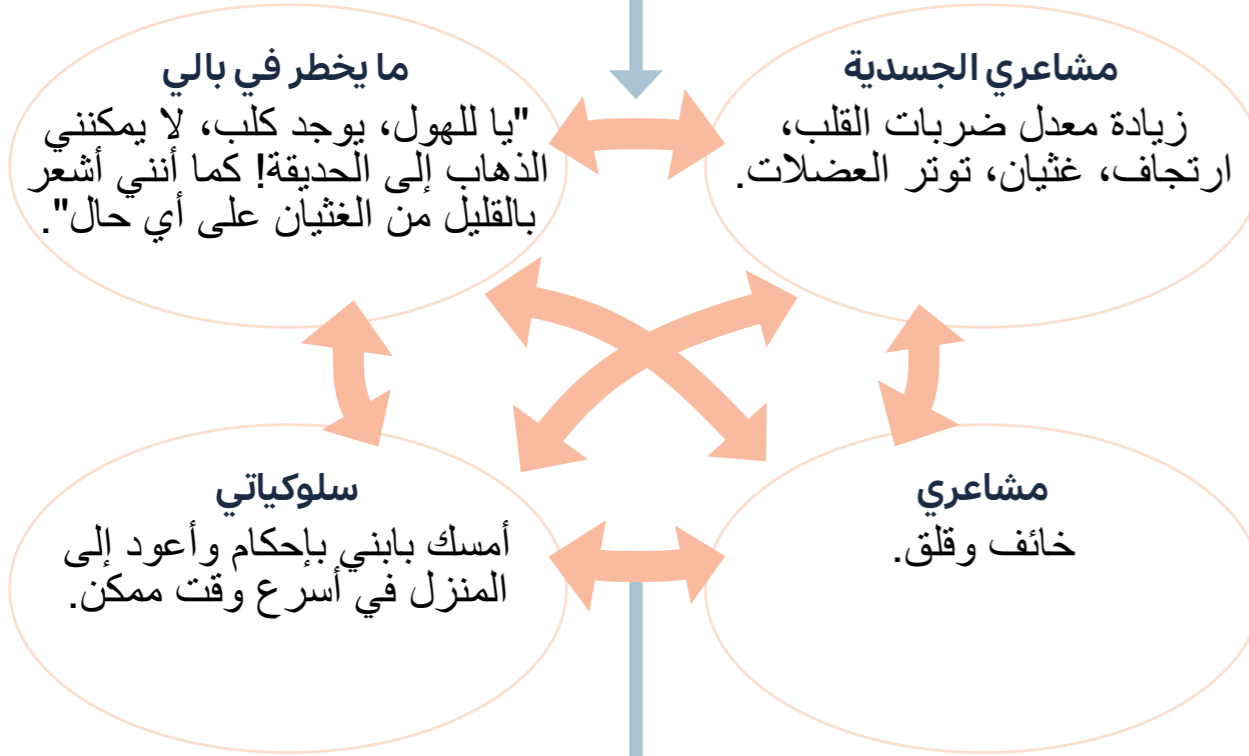 مشاعري الجسدية
زيادة معدل ضربات القلب،
ارتجاف، غثيان، توتر العضلات.
ما يخطر في بالي
"يا للهول، يوجد كلب، لا يمكنني
الذهاب إلى الحديقة! كما أنني أشعر
بالقليل من الغثيان على أي حال".
مشاعري
خائف وقلق.
سلوكياتي
أمسك بابني بإحكام وأعود إلى
المنزل في أسرع وقت ممكن.